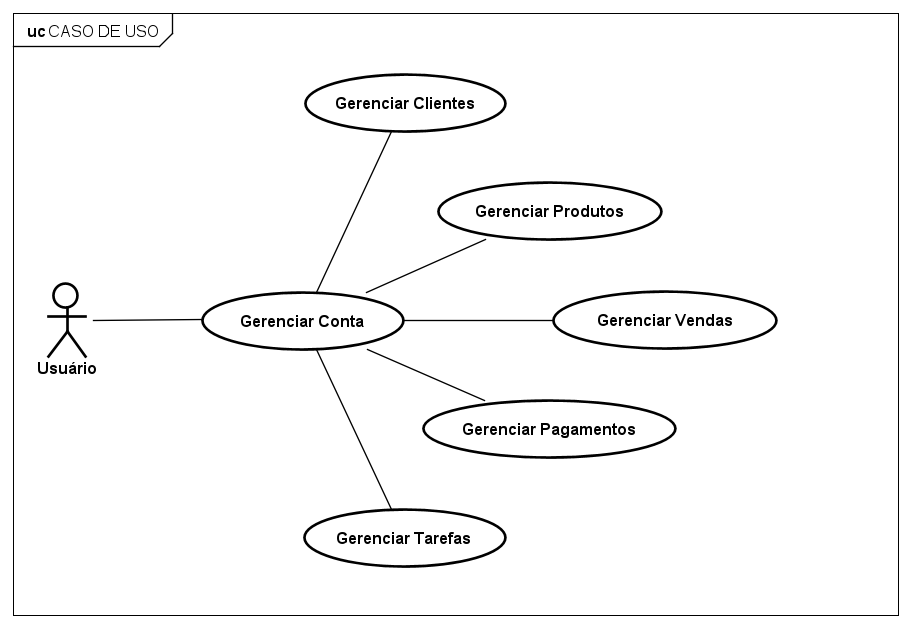 uc CASO DE USO
Gerenciar Clientes
Gerenciar Produtos
Gerenciar Conta
Gerenciar Vendas
Usuário
Gerenciar Pagamentos
Gerenciar Tarefas